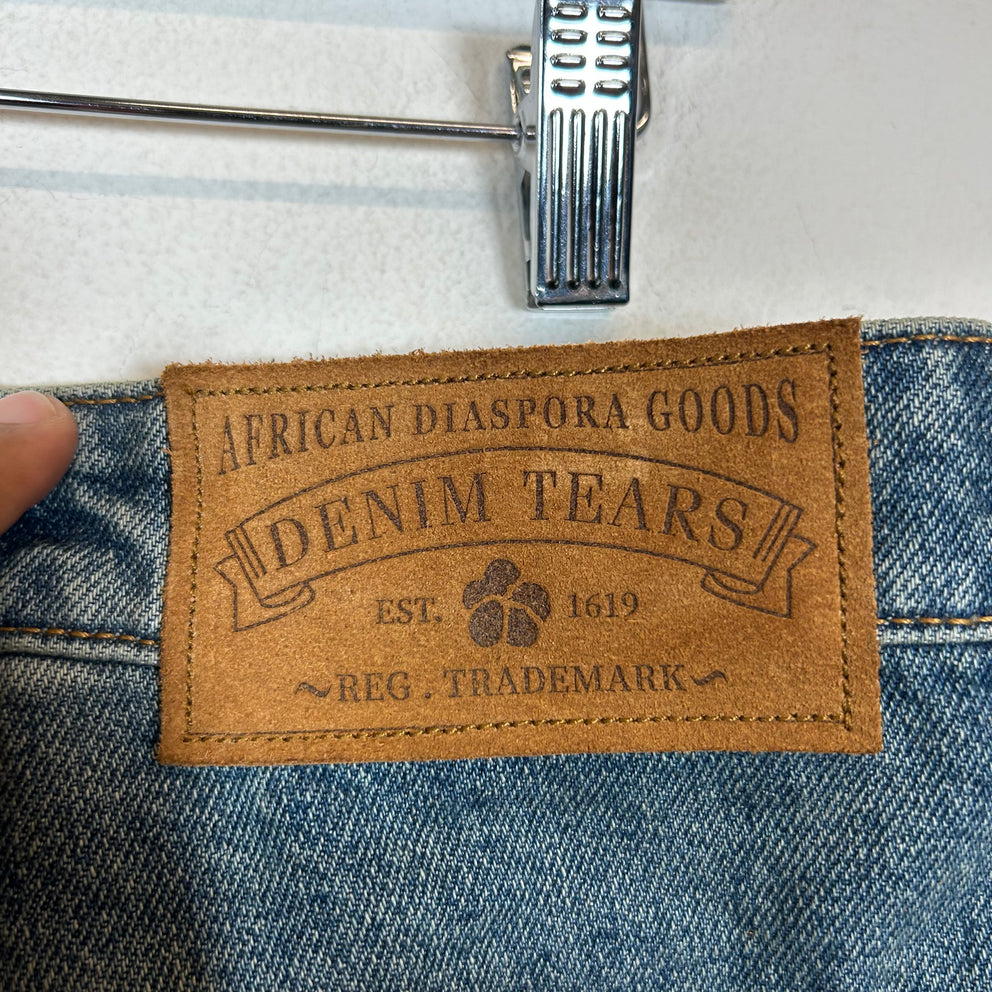 AFRICAN DIASPORA GOODS
DENIM TEARS
EST. 1619
~REG . TRADEMARK~